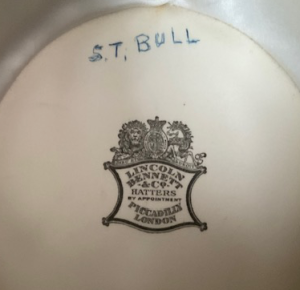 S.T, BULL
LINCOLN
BENNETT
& CO.
HATTERS
BY APPOINTMENT
PICCADILLY
LONDON